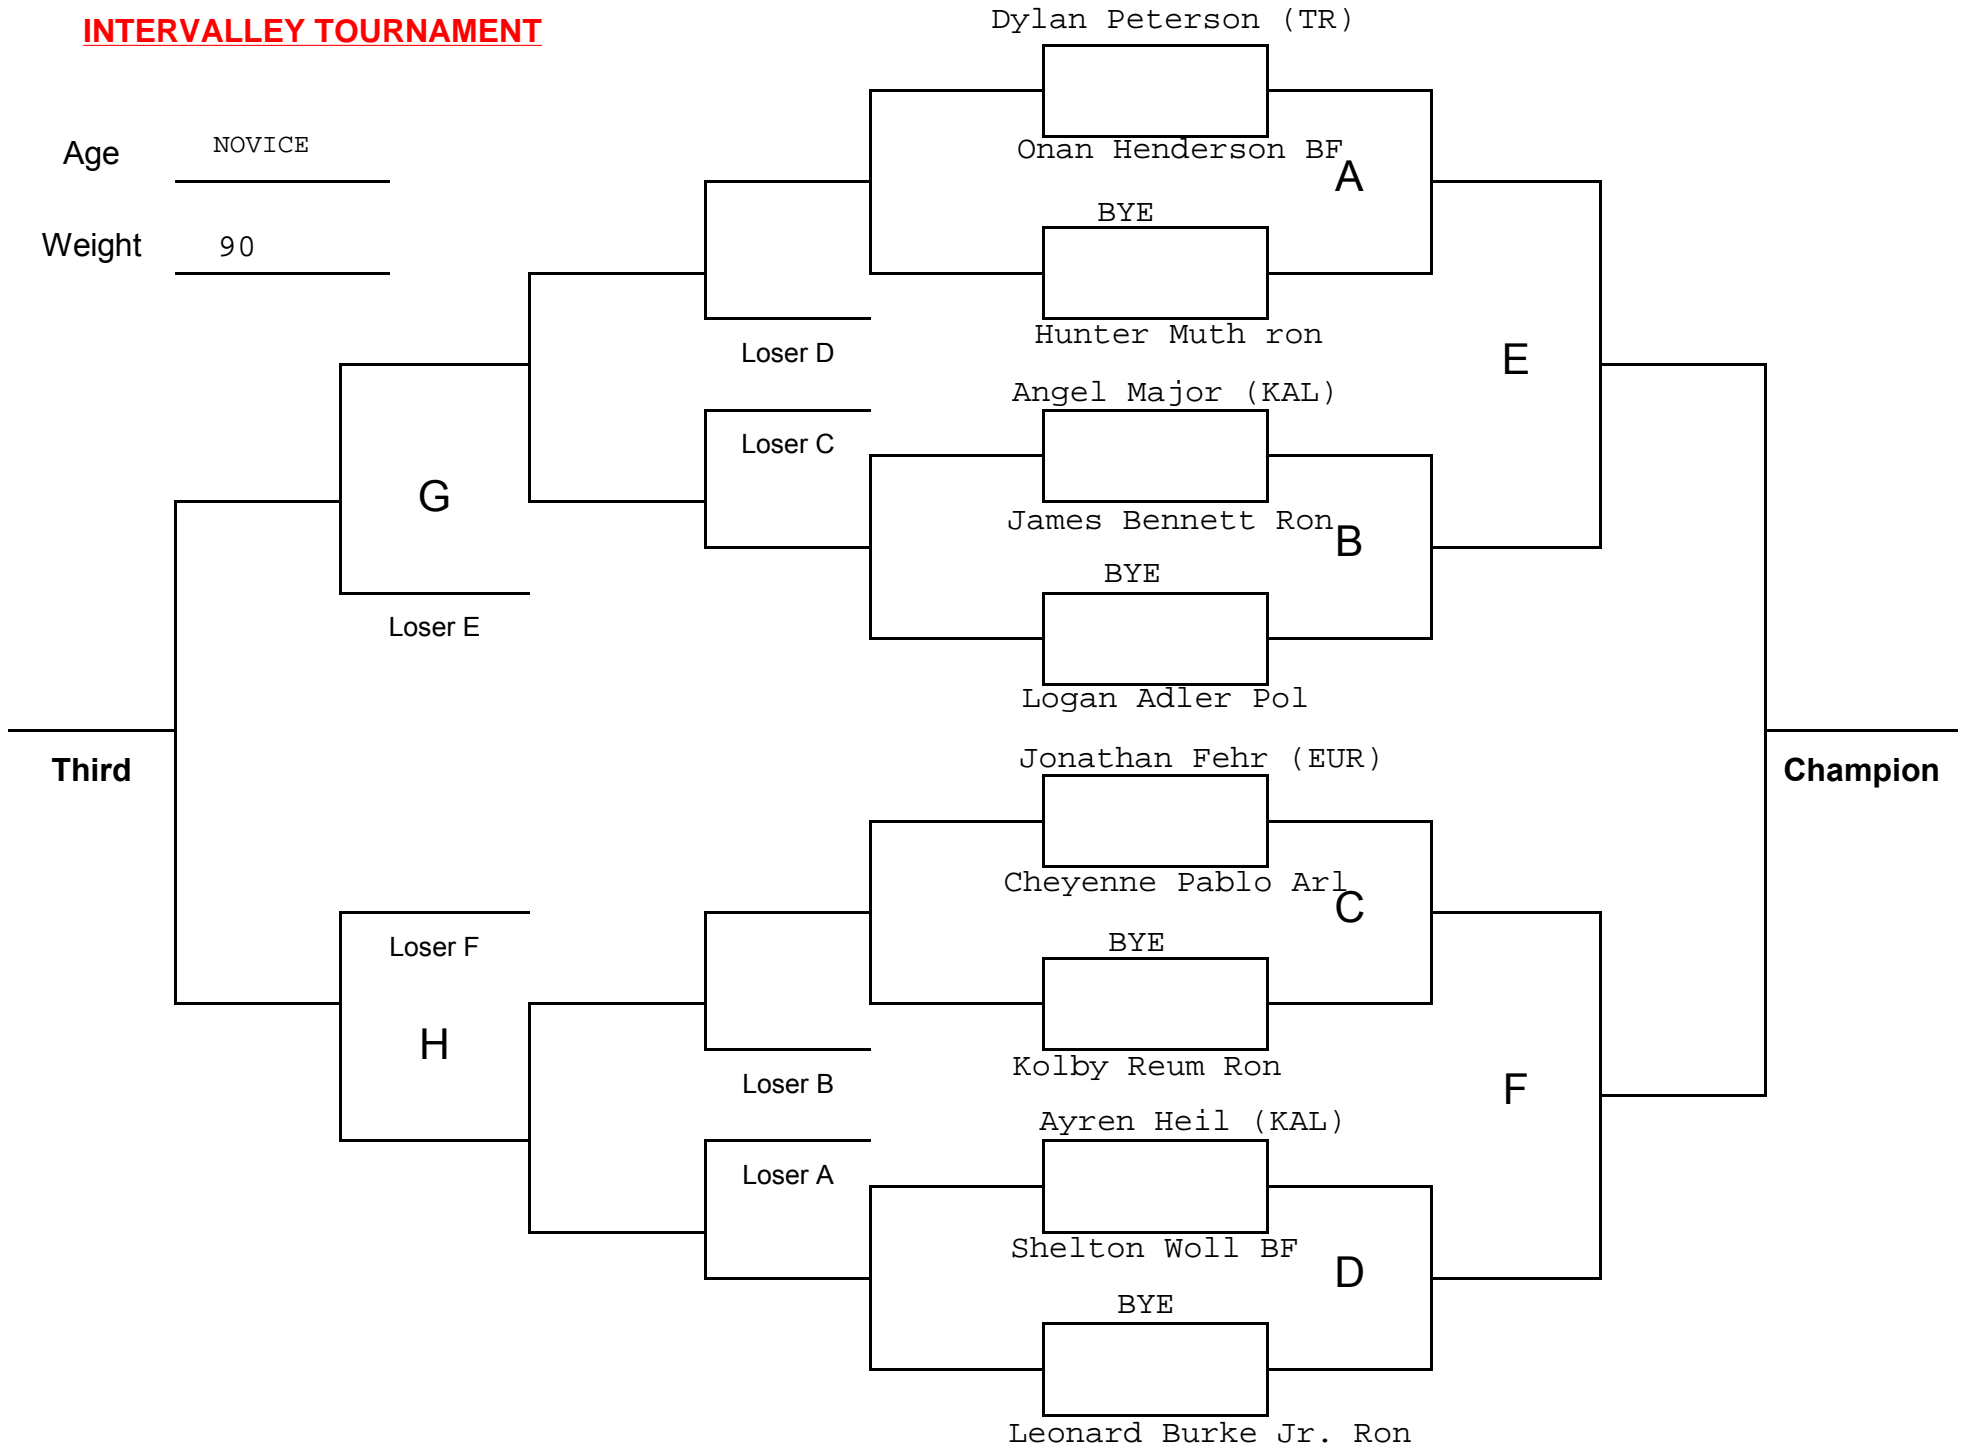 INTERVALLEY TOURNAMENT
Age NOVICE
Weight 90
Dylan Peterson (TR)
Onan Henderson BF
A
BYE
Hunter Muth ron
Loser D
E
Angel Major (KAL)
Loser C
G
James Bennett Ron
B
BYE
Loser E
Logan Adler Pol
Third
Jonathan Fehr (EUR)
Champion
Cheyenne Pablo Arl
C
Loser F
BYE
H
Kolby Reum Ron
Loser B
F
Ayren Heil (KAL)
Loser A
Shelton Woll BF
D
BYE
Leonard Burke Jr. Ron